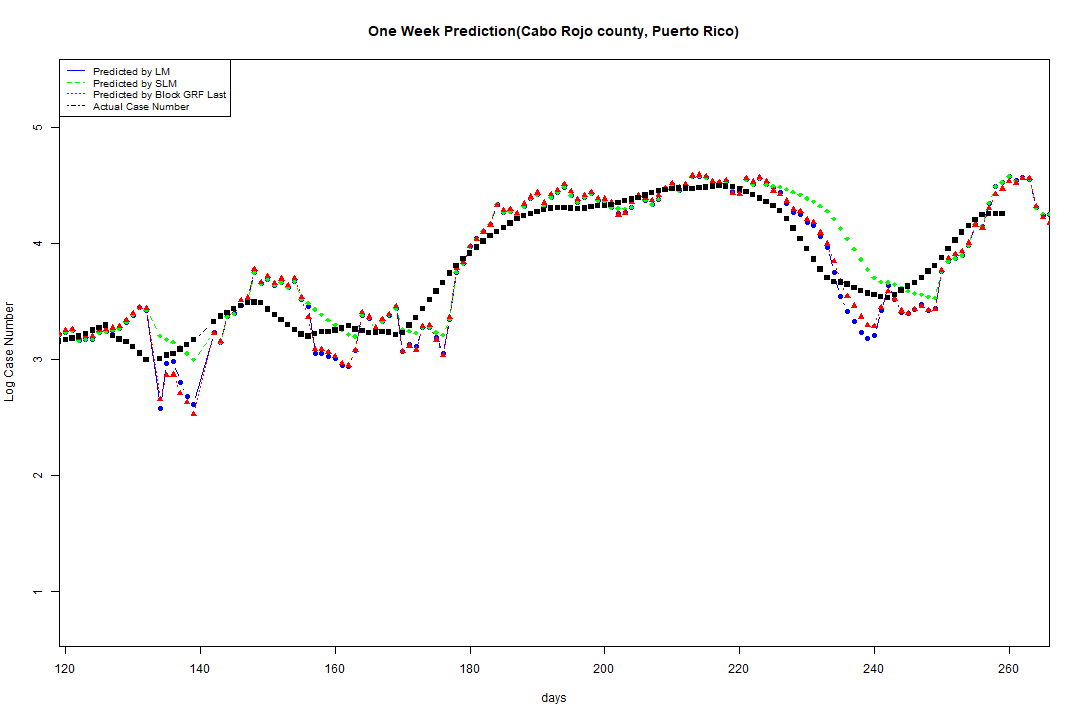 One Week Prediction(Cabo Rojo county, Puerto Rico)
Predicted by LM
Predicted by SLM
Predicted by Block GRF Last
Actual Case Number
5
4
3
2
1
Log Case Number
120 140 160 180 200 220 240 260
days